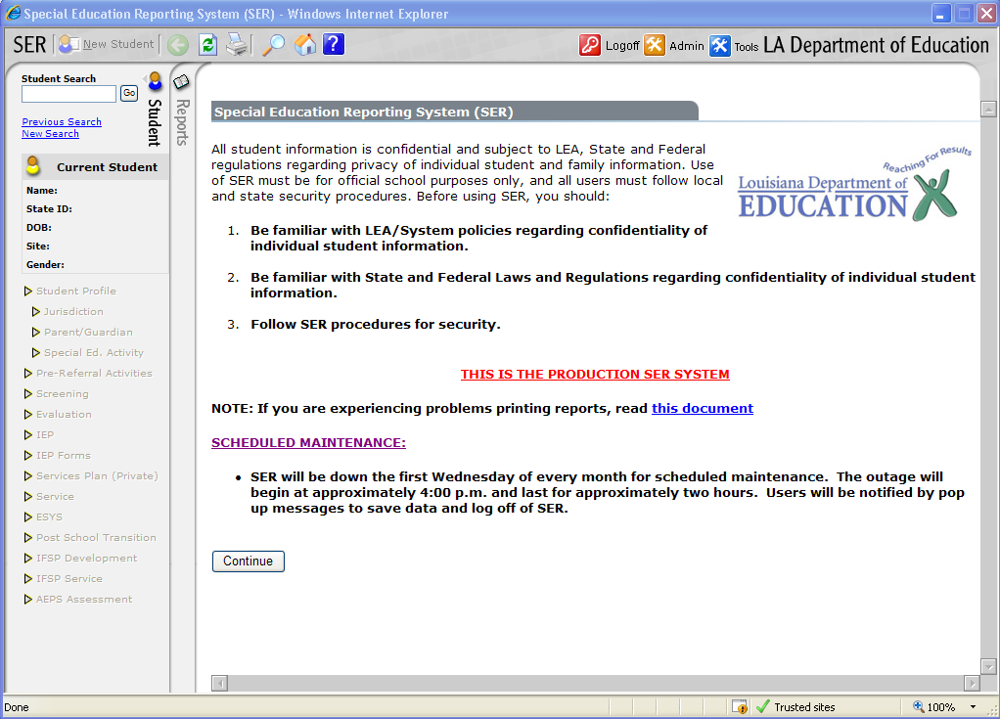 Special Education Reporting System (SER) - Windows Internet Explorer
SER New Student ? Logoff Admin Tools LA Department of Education
Student Search
Go
Previous Search
New Search
Student
Reports
Current Student
Name:
State ID:
DOB:
Site:
Gender:
Student Profile
Jurisdiction
Parent/Guardian
Special Ed. Activity
Pre-Referral Activities
Screening
Evaluation
IEP
IEP Forms
Services Plan (Private)
Service
ESYS
Post School Transition
IFSP Development
IFSP Service
AEPS Assessment
Special Education Reporting System (SER)
All student information is confidential and subject to LEA, State and Federal
regulations regarding privacy of individual student and family information. Use
of SER must be for official school purposes only, and all users must follow local
and state security procedures. Before using SER, you should:
Reaching For Results
Louisiana Department of
EDUCATION
1. Be familiar with LEA/System policies regarding confidentiality of
individual student information.
2. Be familiar with State and Federal Laws and Regulations regarding confidentiality of individual student
information.
3. Follow SER procedures for security.
THIS IS THE PRODUCTION SER SYSTEM
NOTE: If you are experiencing problems printing reports, read this document
SCHEDULED MAINTENANCE:
• SER will be down the first Wednesday of every month for scheduled maintenance.  The outage will
begin at approximately 4:00 p.m. and last for approximately two hours.  Users will be notified by pop
up messages to save data and log off of SER.
Continue
Done Trusted sites 100%